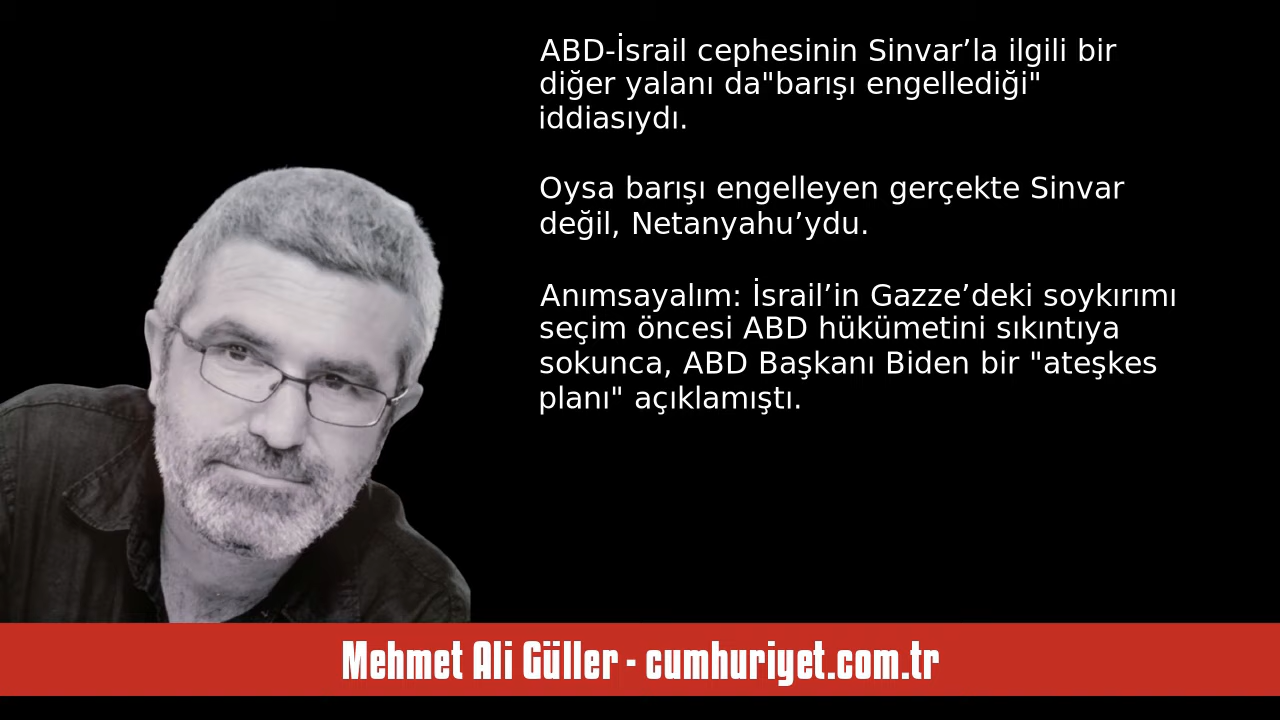 ABD-İsrail cephesinin Sinvar’la ilgili bir
diğer yalanı da"barışı engellediği"
iddiasıydı.
Oysa barışı engelleyen gerçekte Sinvar
değil, Netanyahu’ydu.
Anımsayalım: İsrail’in Gazze’deki soykırımı
seçim öncesi ABD hükümetini sıkıntıya
sokunca, ABD Başkanı Biden bir "ateşkes
planı" açıklamıştı.
Mehmet Ali Güller - cumhuriyet.com.tr